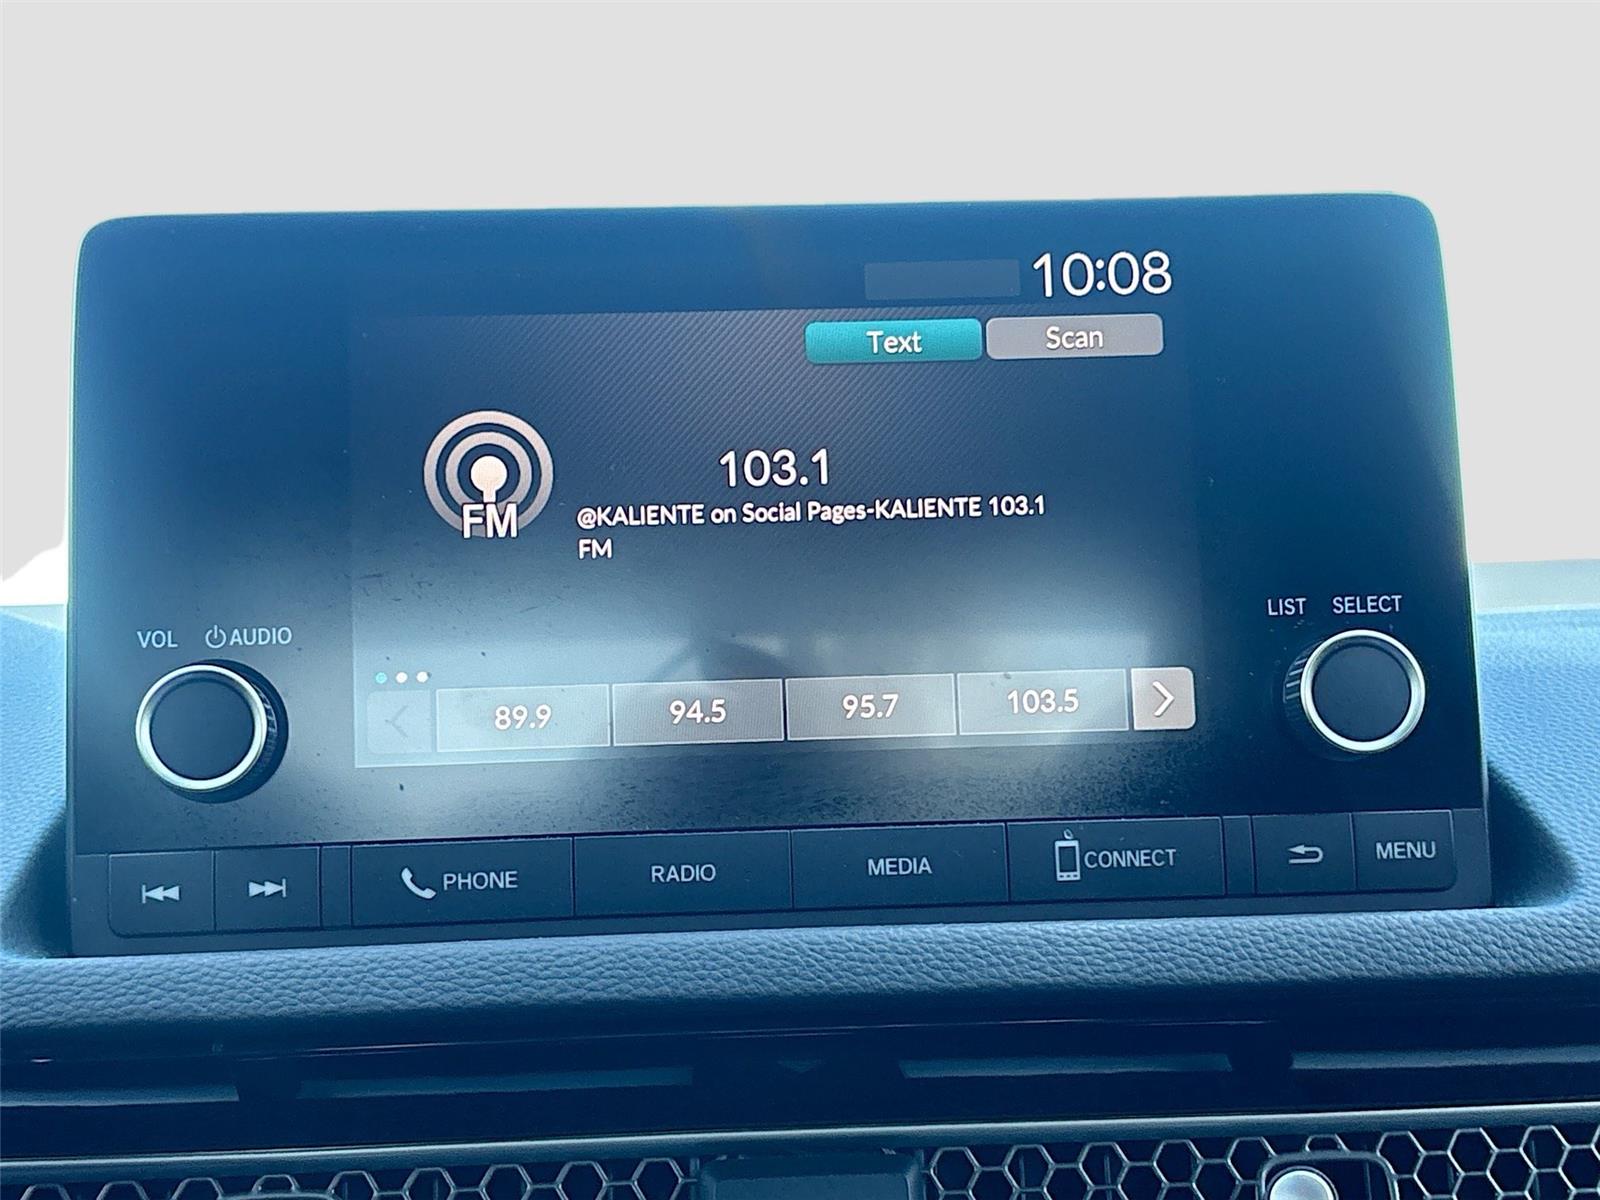 10:08
Text Scan
103.1
@KALIENTE on Social Pages-KALIENTE 103.1
FM
FM
LIST SELECT
VOL AUDIO
89.9 94.5 95.7 103.5
PHONE RADIO MEDIA CONNECT MENU